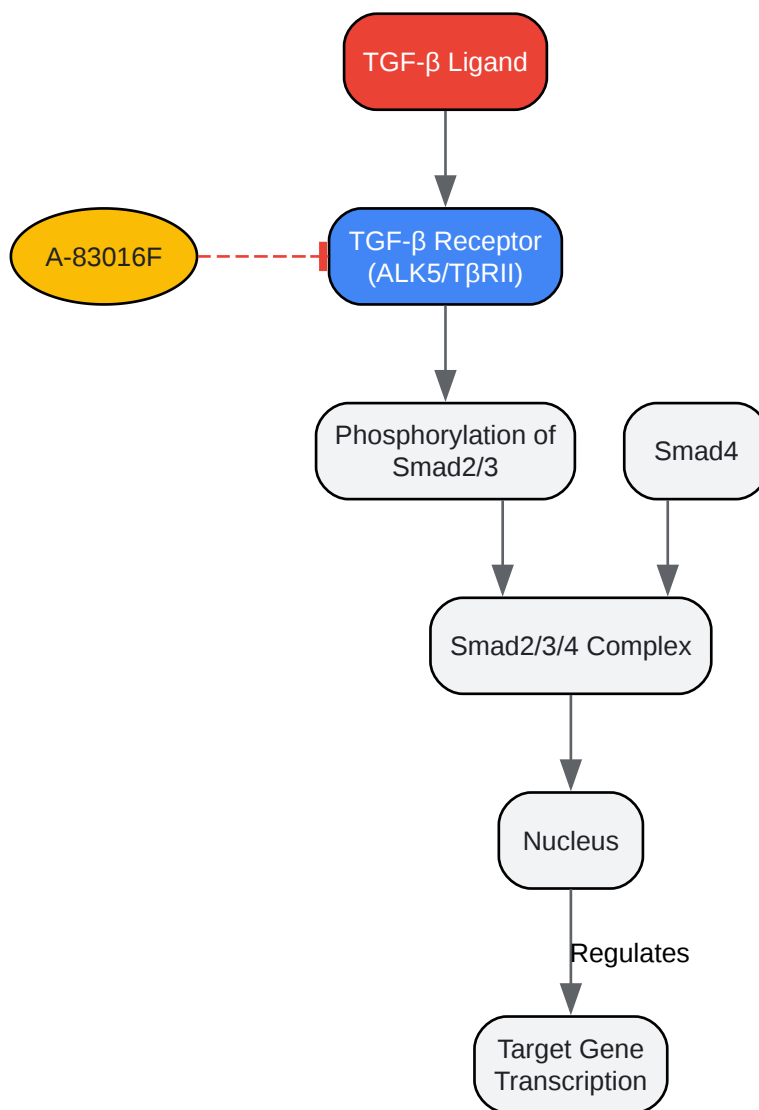 TGF-β Ligand
A-83016F
TGF-β Receptor
(ALK5/TβRII)
Phosphorylation of
Smad2/3
Smad4
Smad2/3/4 Complex
Nucleus
Regulates
Target Gene
Transcription